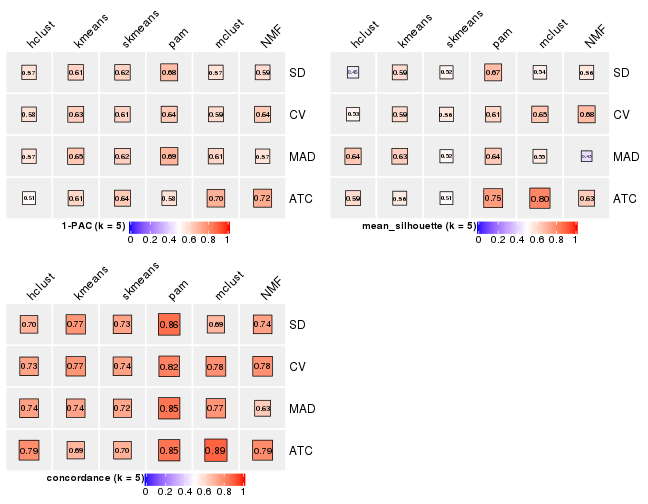 hclust kmeans skmeans pam mclust NMF
0.57 0.61 0.62 0.68 0.57 0.59 SD
0.58 0.63 0.61 0.64 0.59 0.64 CV
0.57 0.65 0.62 0.69 0.61 0.57 MAD
0.51 0.61 0.64 0.58 0.70 0.72 ATC
1-PAC (k = 5)
0 0.2 0.4 0.6 0.8 1
hclust kmeans skmeans pam mclust NMF
0.45 0.59 0.52 0.67 0.54 0.56 SD
0.53 0.59 0.56 0.61 0.65 0.68 CV
0.64 0.63 0.52 0.64 0.55 MAD
0.59 0.56 0.51 0.75 0.80 0.63 ATC
mean_silhouette (k = 5)
0 0.2 0.4 0.6 0.8 1
hclust kmeans skmeans pam mclust NMF
0.70 0.77 0.73 0.86 0.69 0.74 SD
0.73 0.77 0.74 0.82 0.78 0.78 CV
0.74 0.74 0.72 0.85 0.77 0.63 MAD
0.79 0.69 0.70 0.85 0.89 0.79 ATC
concordance (k = 5)
0 0.2 0.4 0.6 0.8 1